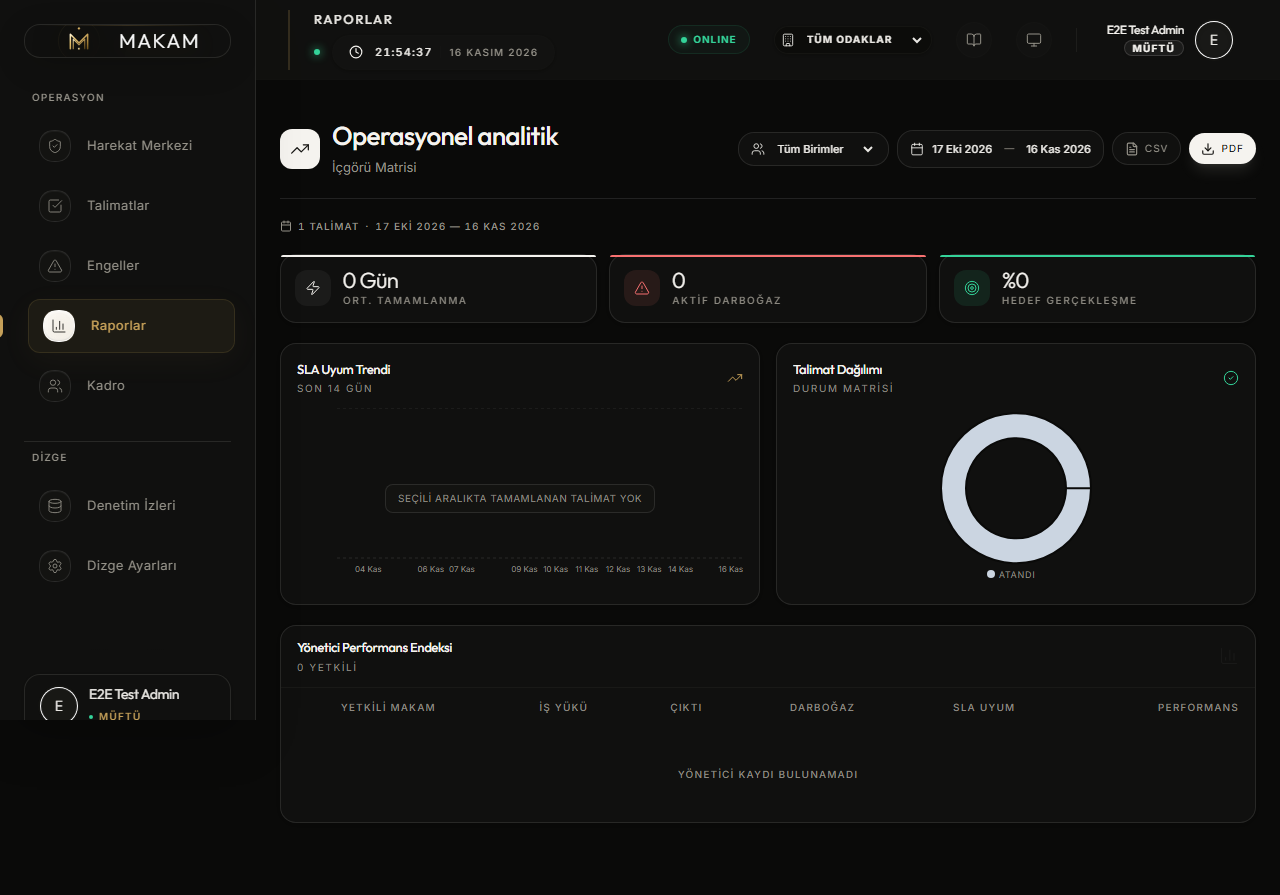 MAKAM
OPERASYON
Harekat Merkezi
Talimatlar
Engeller
Raporlar
Kadro
DİZGE
Denetim İzleri
Dizge Ayarları
E
E2E Test Admin
MÜFTÜ
RAPORLAR
21:54:37 16 KASIM 2026
ONLINE
TÜM ODAKLAR
E2E Test Admin
MÜFTÜ
E
Operasyonel analitik
İçgörü Matrisi
Tüm Birimler
17 Eki 2026 — 16 Kas 2026
CSV
PDF
1 TALİMAT · 17 EKİ 2026 — 16 KAS 2026
0 Gün
ORT. TAMAMLANMA
0
AKTİF DARBOĞAZ
%0
HEDEF GERÇEKLEŞME
SLA Uyum Trendi
SON 14 GÜN
SEÇİLİ ARALIKTA TAMAMLANAN TALİMAT YOK
04 Kas 06 Kas 07 Kas 09 Kas 10 Kas 11 Kas 12 Kas 13 Kas 14 Kas 16 Kas
Talimat Dağılımı
DURUM MATRİSİ
ATANDI
Yönetici Performans Endeksi
0 YETKİLİ
YETKİLİ MAKAM İŞ YÜKÜ ÇIKTI DARBOĞAZ SLA UYUM PERFORMANS
YÖNETİCİ KAYDI BULUNAMADI